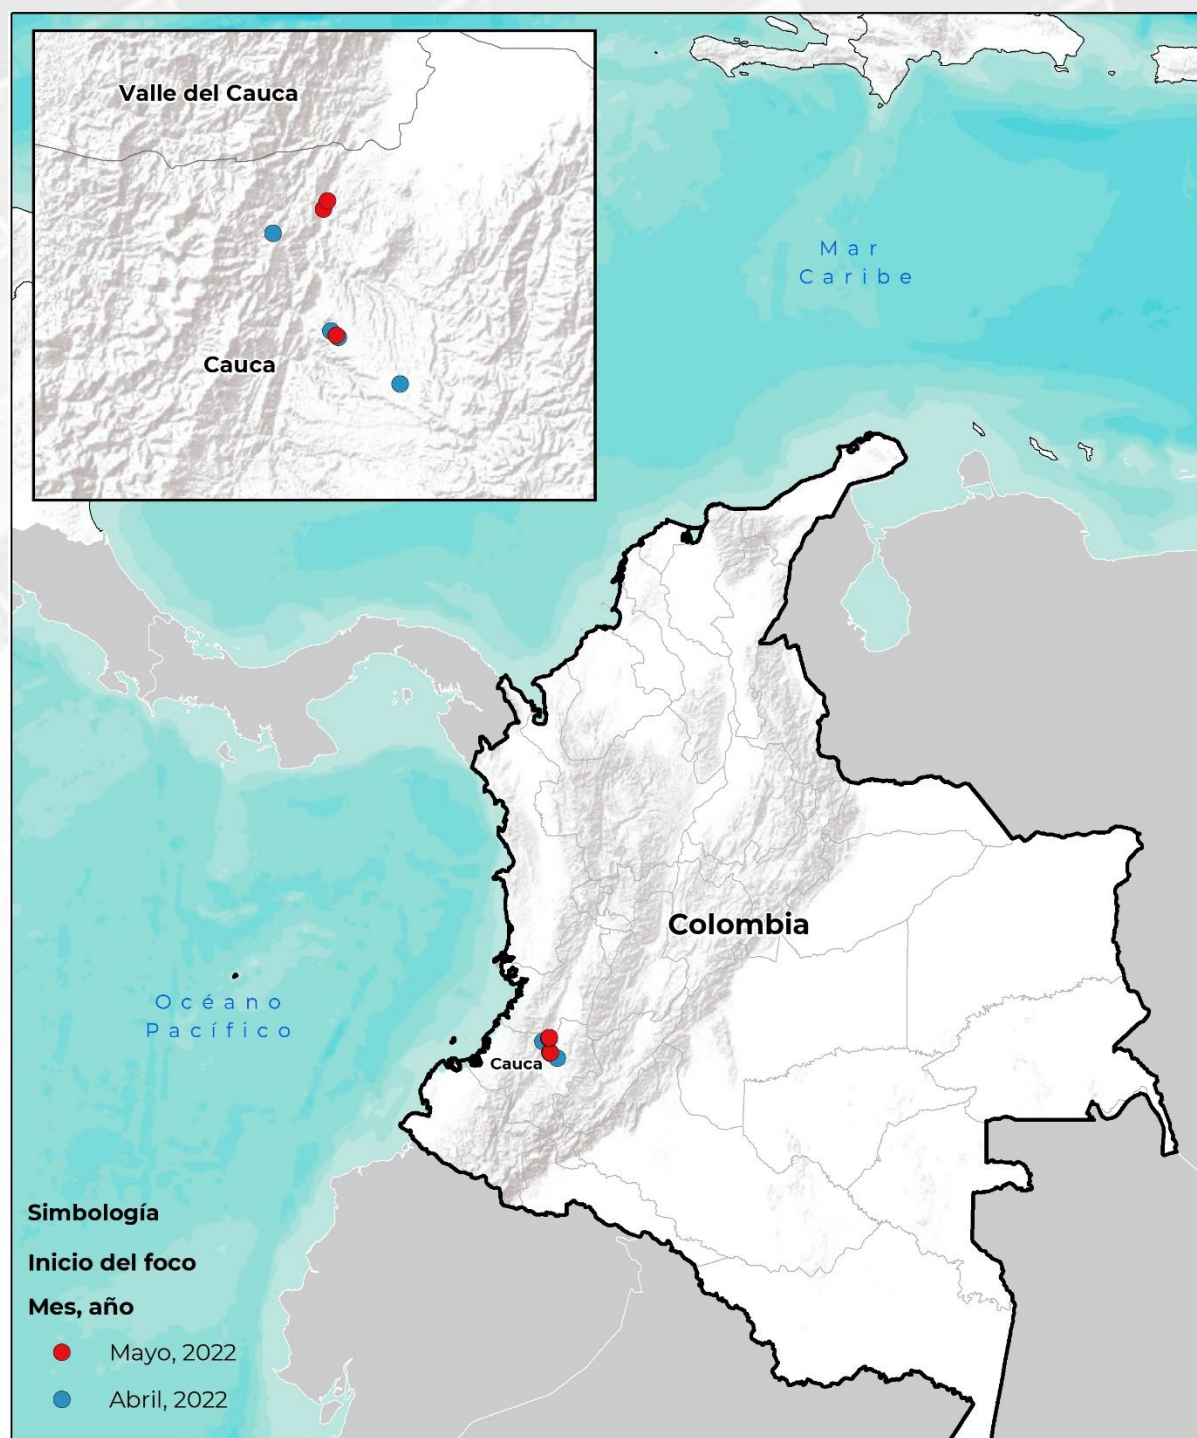 Valle del Cauca
Cauca
Mar
Caribe
Colombia
Océano
Pacífico
Cauca
Simbología
Inicio del foco
Mes, año
Mayo, 2022
Abril, 2022